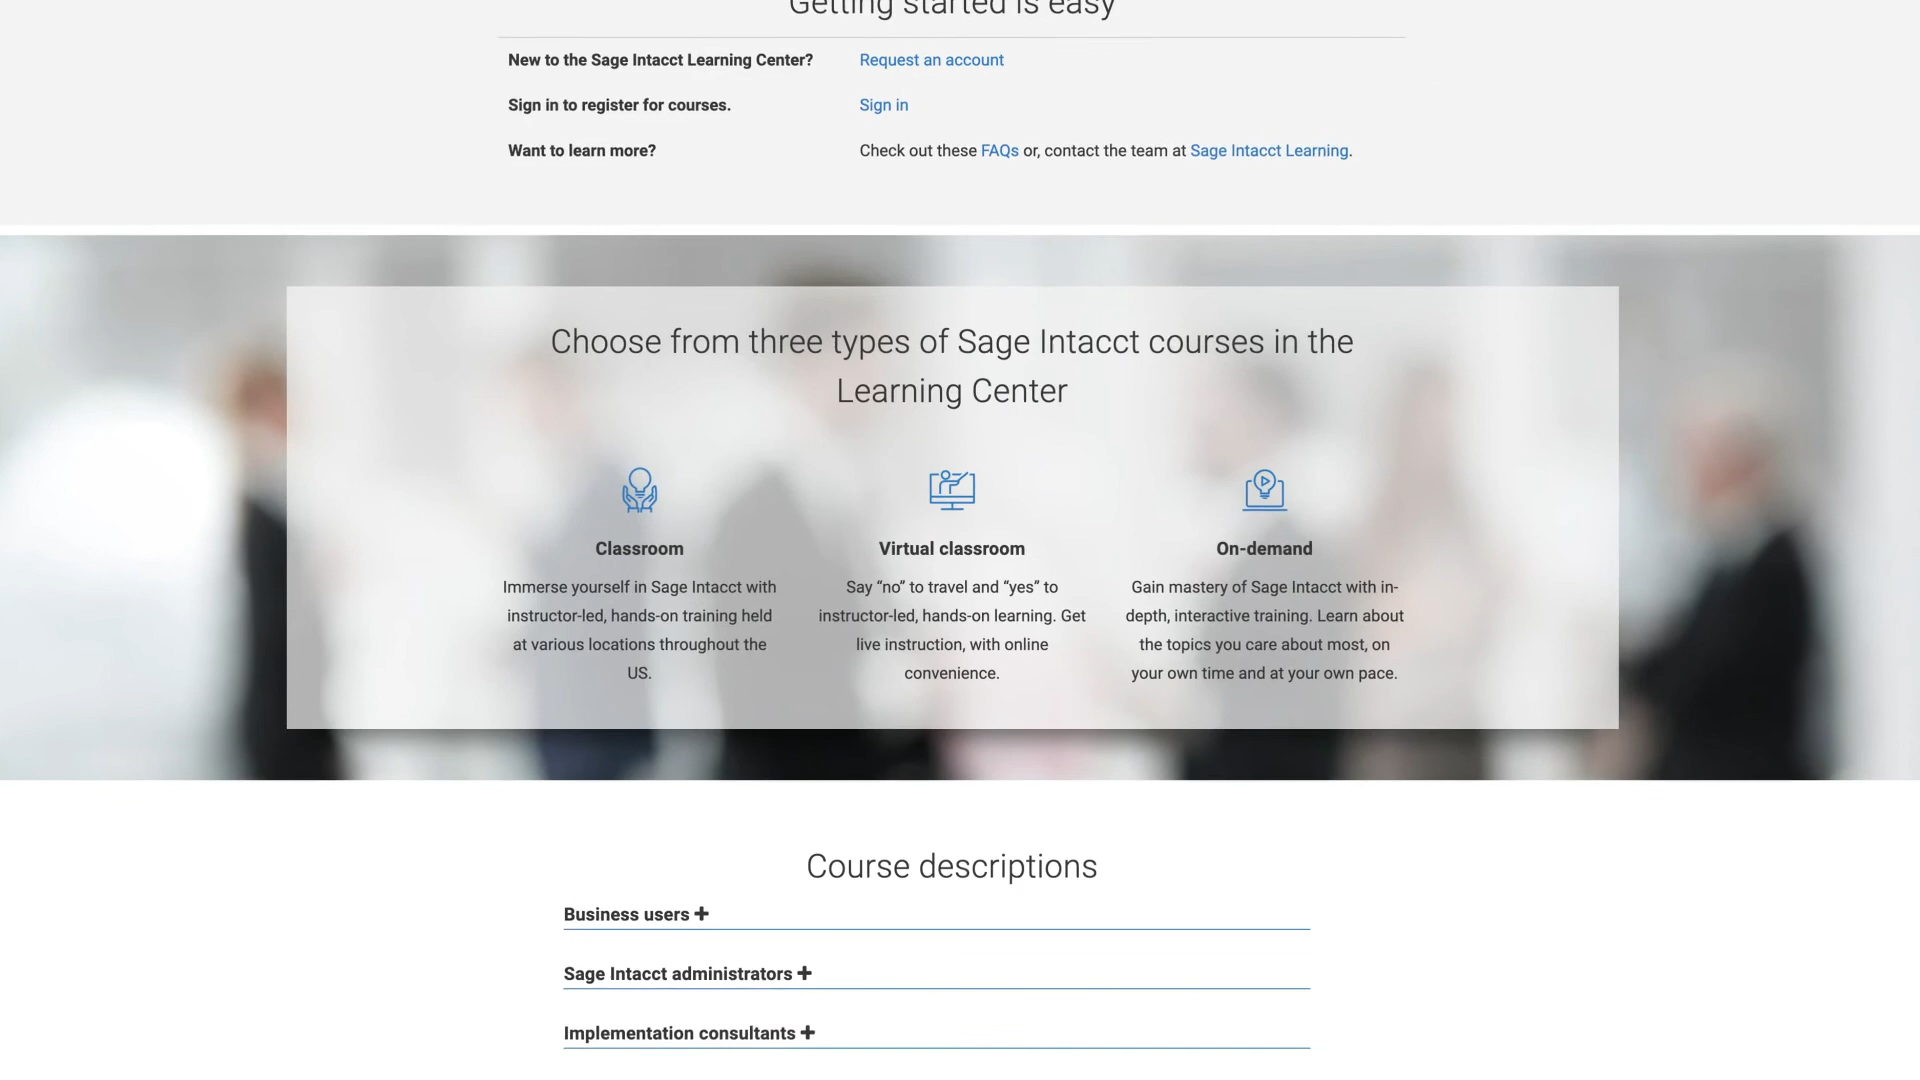 Getting started is easy
New to the Sage Intacct Learning Center? Request an account
Sign in to register for courses. Sign in
Want to learn more? Check out these FAQs or, contact the team at Sage Intacct Learning.
Choose from three types of Sage Intacct courses in the
Learning Center
Classroom
Immerse yourself in Sage Intacct with
instructor-led, hands-on training held
at various locations throughout the
US.
Virtual classroom
Say “no” to travel and “yes” to
instructor-led, hands-on learning. Get
live instruction, with online
convenience.
On-demand
Gain mastery of Sage Intacct with in-
depth, interactive training. Learn about
the topics you care about most, on
your own time and at your own pace.
Course descriptions
Business users +
Sage Intacct administrators +
Implementation consultants +